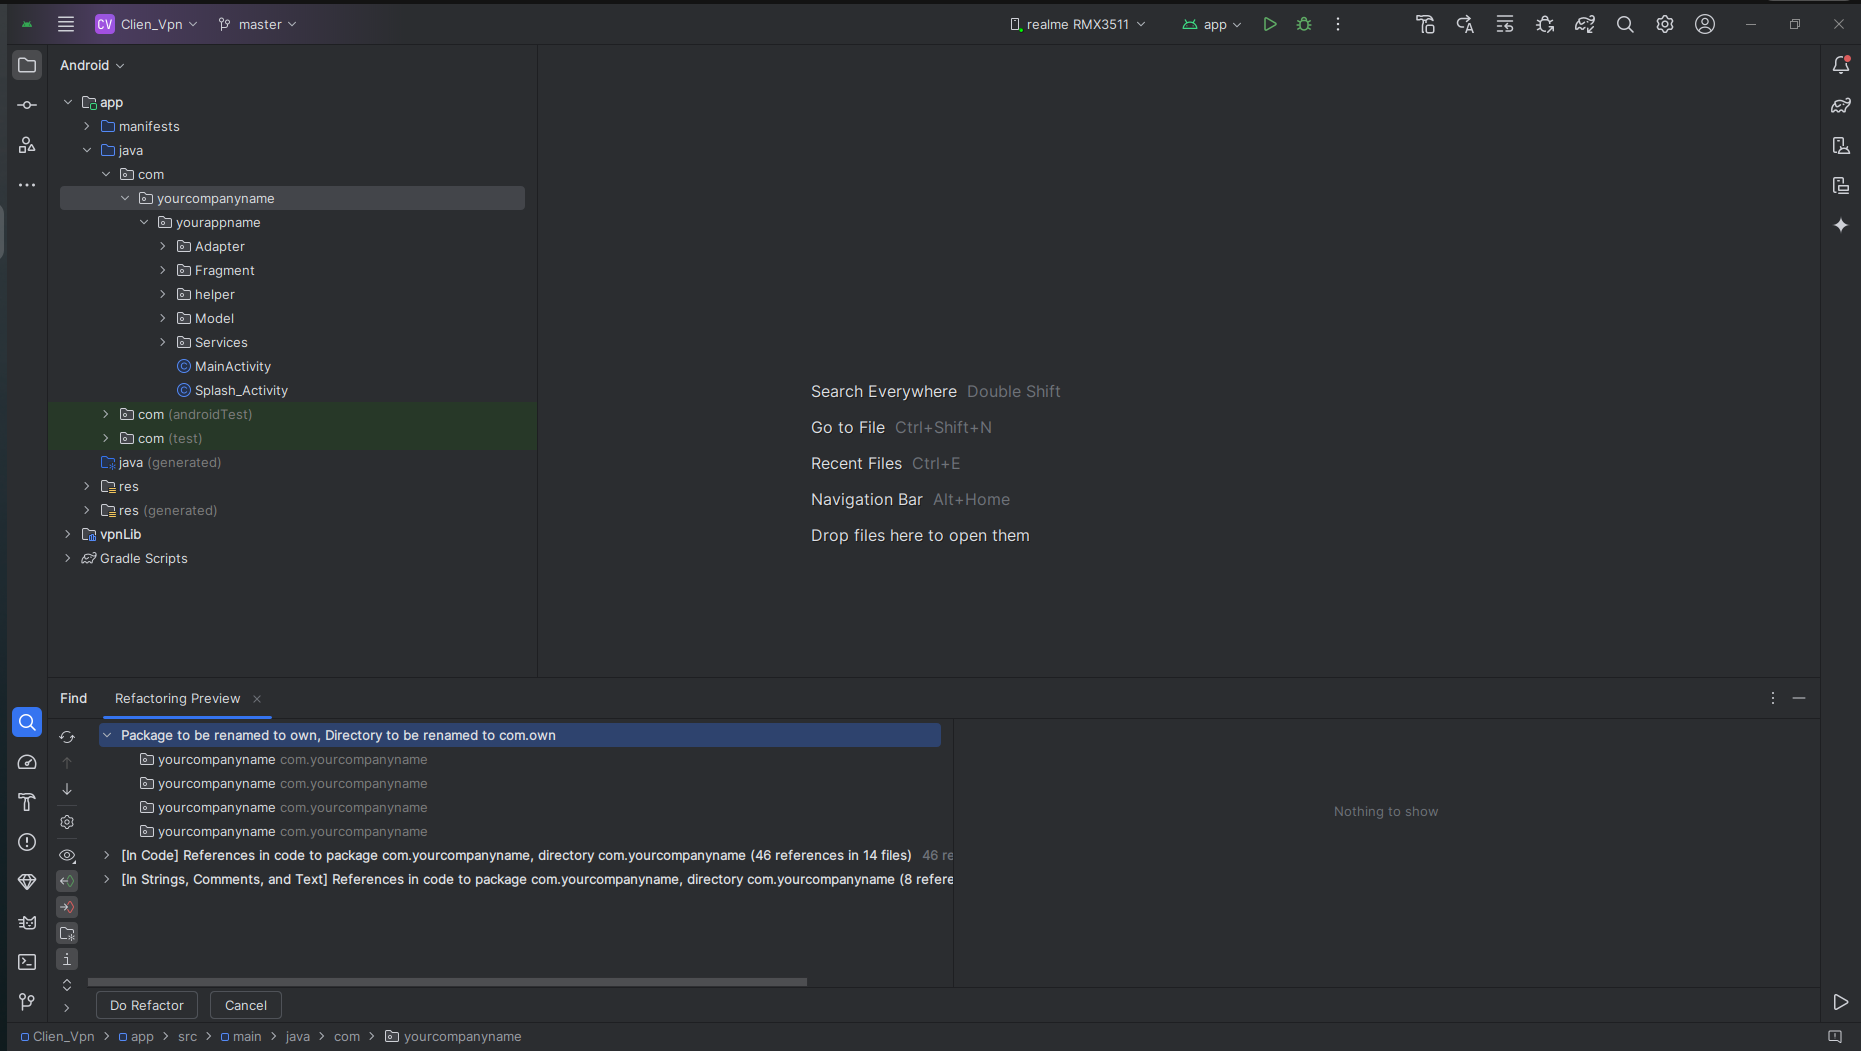 CV Clien_Vpn master realme RMX3511 app
Android
app
manifests
java
com
yourcompanyname
yourappname
Adapter
Fragment
helper
Model
Services
MainActivity
Splash_Activity
com (androidTest)
com (test)
java (generated)
res
res (generated)
vpnLib
Gradle Scripts
Search Everywhere Double Shift
Go to File Ctrl+Shift+N
Recent Files Ctrl+E
Navigation Bar Alt+Home
Drop files here to open them
Find Refactoring Preview
Package to be renamed to own, Directory to be renamed to com.own
yourcompanyname com.yourcompanyname
yourcompanyname com.yourcompanyname
yourcompanyname com.yourcompanyname
yourcompanyname com.yourcompanyname
[In Code] References in code to package com.yourcompanyname, directory com.yourcompanyname (46 references in 14 files) 46 re
[In Strings, Comments, and Text] References in code to package com.yourcompanyname, directory com.yourcompanyname (8 refere
Nothing to show
Do Refactor Cancel
Clien_Vpn > app > src > main > java > com > yourcompanyname